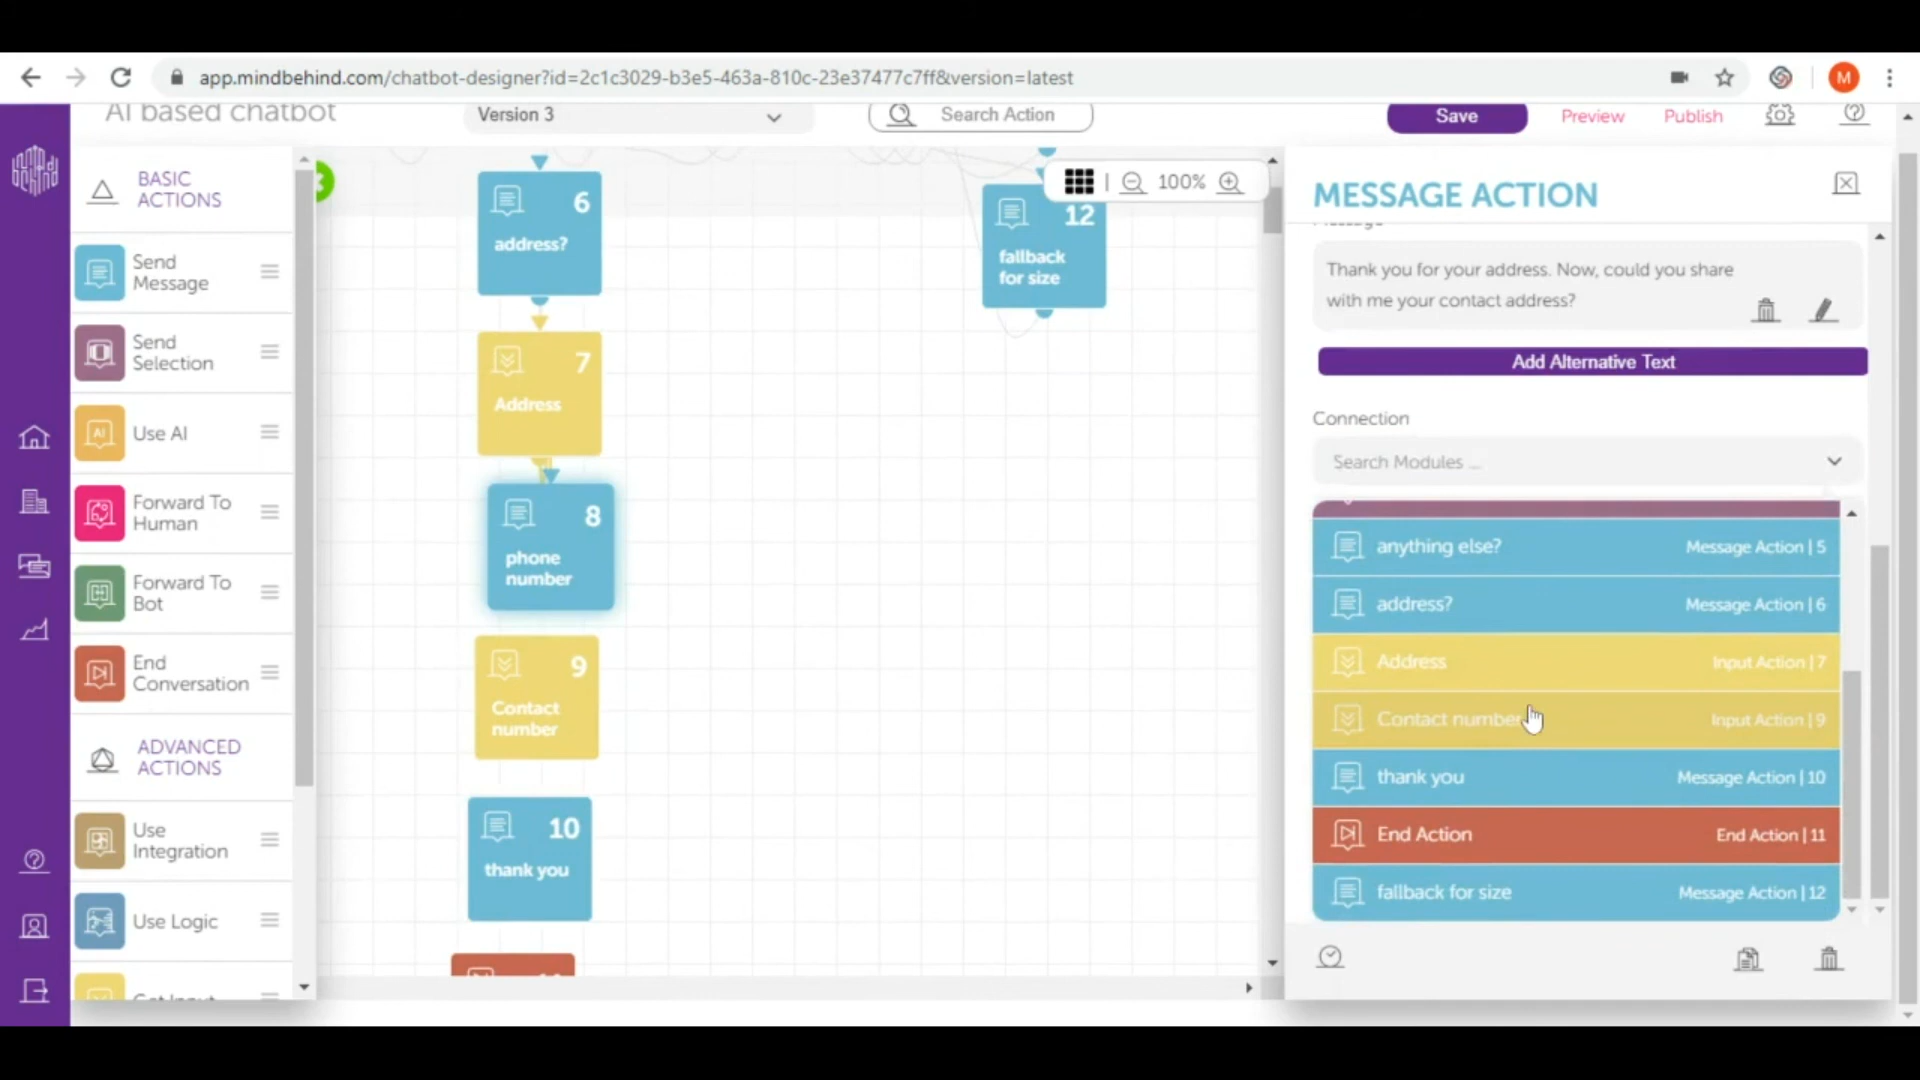 app.mindbehind.com/chatbot-designer?id=2c1c3029-b3e5-463a-810c-23e37477c7ff&version=latest
M
AI based chatbot
Version 3
Search Action
Save
Preview
Publish
mind
behind
BASIC
ACTIONS
Send
Message
Send
Selection
AI
Use AI
Forward To
Human
Forward To
Bot
End
Conversation
ADVANCED
ACTIONS
Use
Integration
Use Logic
Get Input
6
address?
7
Address
8
phone
number
9
Contact
number
10
thank you
12
fallback
for size
100%
MESSAGE ACTION
Message
Thank you for your address. Now, could you share
with me your contact address?
Add Alternative Text
Connection
Search Modules ...
anything else? Message Action | 5
address? Message Action | 6
Address Input Action | 7
Contact number Input Action | 9
thank you Message Action | 10
End Action End Action | 11
fallback for size Message Action | 12